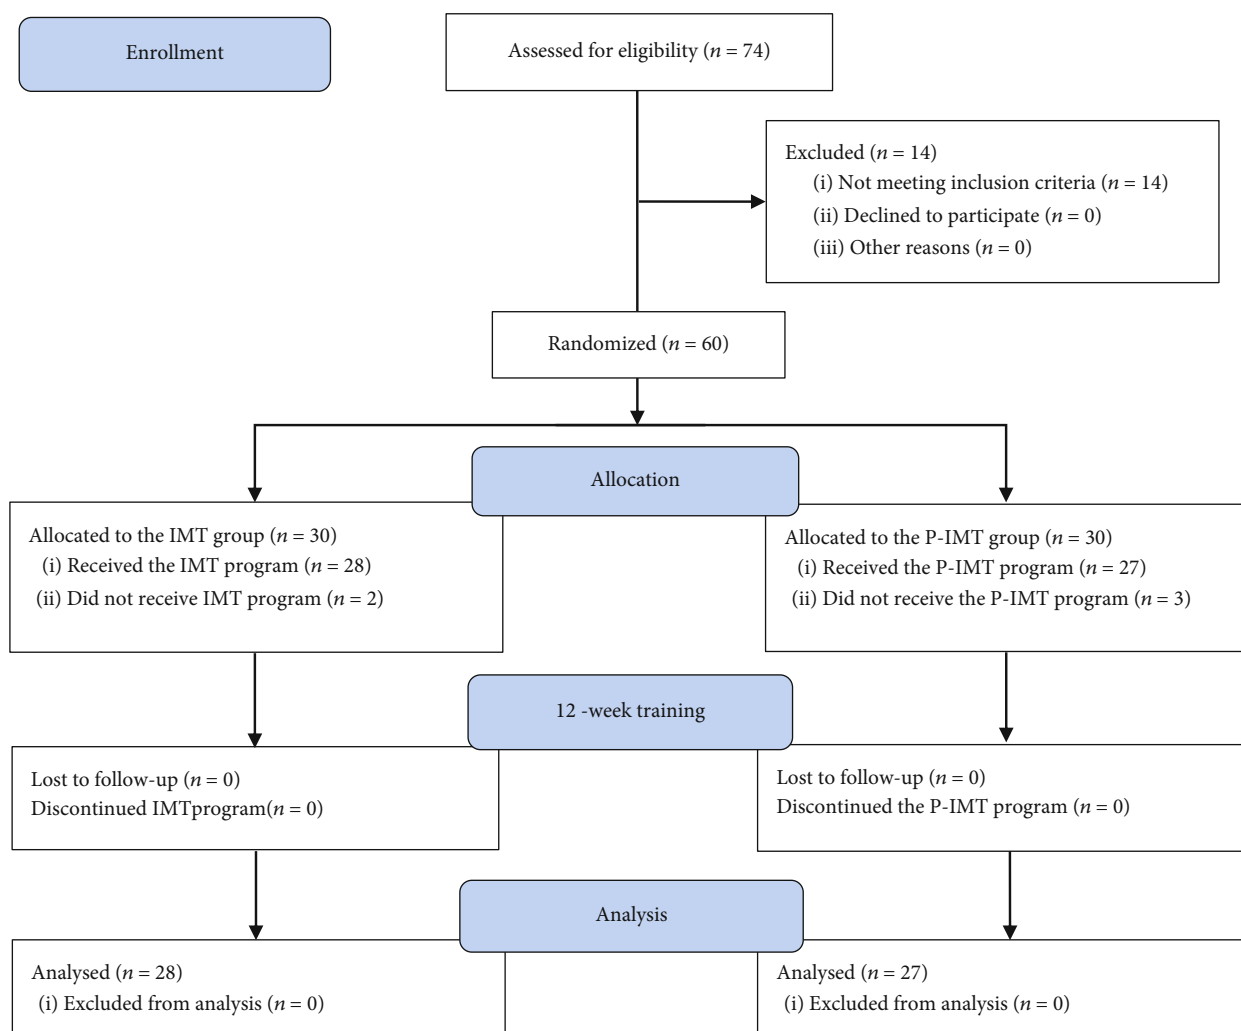 Enrollment
Assessed for eligibility (n = 74)
Excluded (n = 14)
(i) Not meeting inclusion criteria (n = 14)
(ii) Declined to participate (n = 0)
(iii) Other reasons (n = 0)
Randomized (n = 60)
Allocation
Allocated to the IMT group (n = 30)
(i) Received the IMT program (n = 28)
(ii) Did not receive IMT program (n = 2)
Allocated to the P-IMT group (n = 30)
(i) Received the P-IMT program (n = 27)
(ii) Did not receive the P-IMT program (n = 3)
12 -week training
Lost to follow-up (n = 0)
Discontinued IMTprogram(n = 0)
Lost to follow-up (n = 0)
Discontinued the P-IMT program (n = 0)
Analysis
Analysed (n = 28)
(i) Excluded from analysis (n = 0)
Analysed (n = 27)
(i) Excluded from analysis (n = 0)